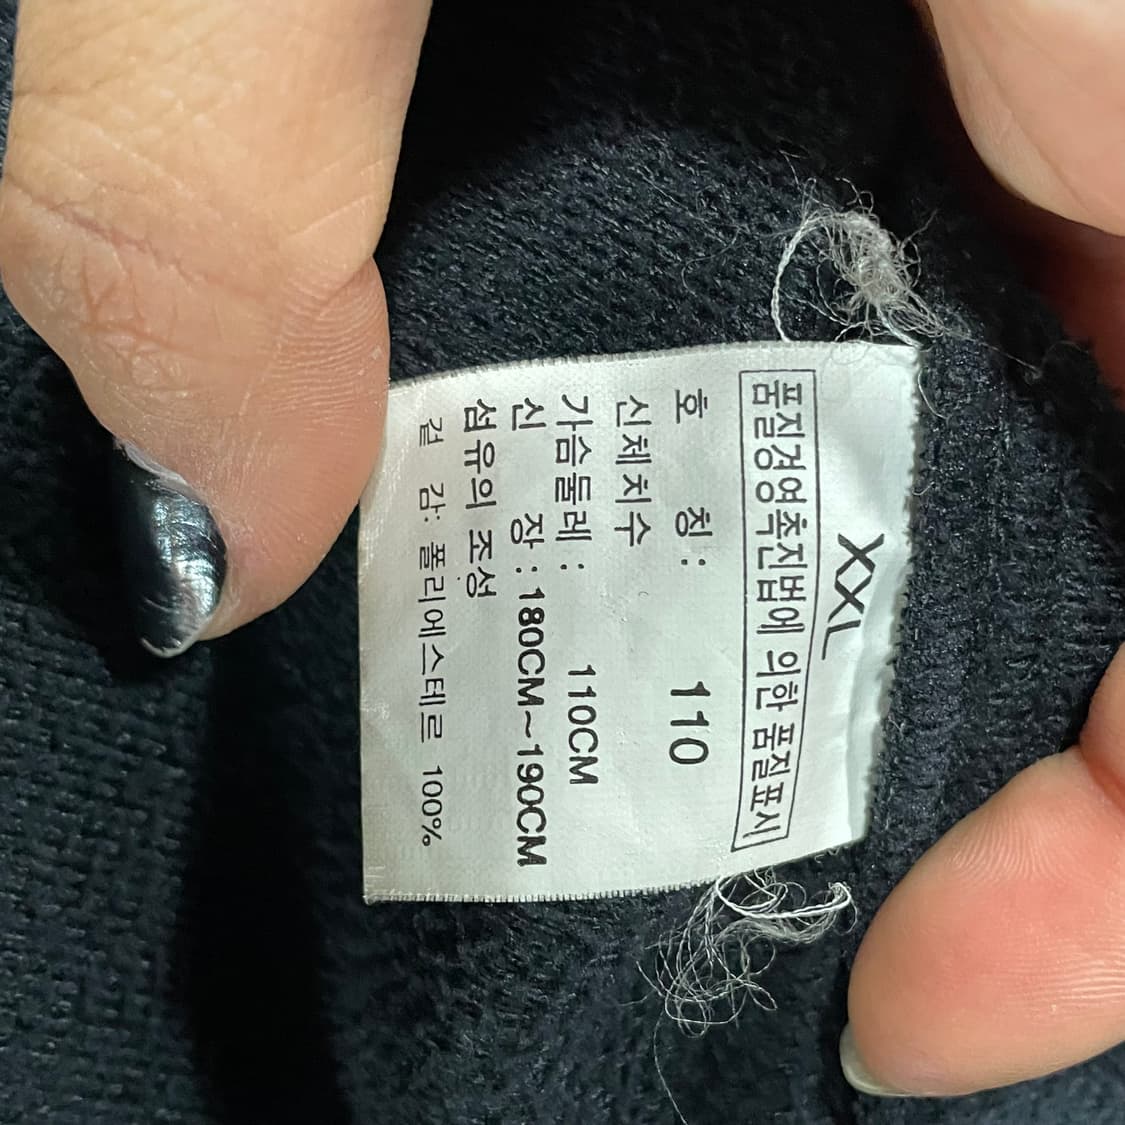 XXL
품질경영촉진법에 의한 품질표시
호 칭: 110
신체치수
가슴둘레: 110CM
신 장: 180CM~190CM
섬유의 조성
겉 감: 폴리에스테르 100%